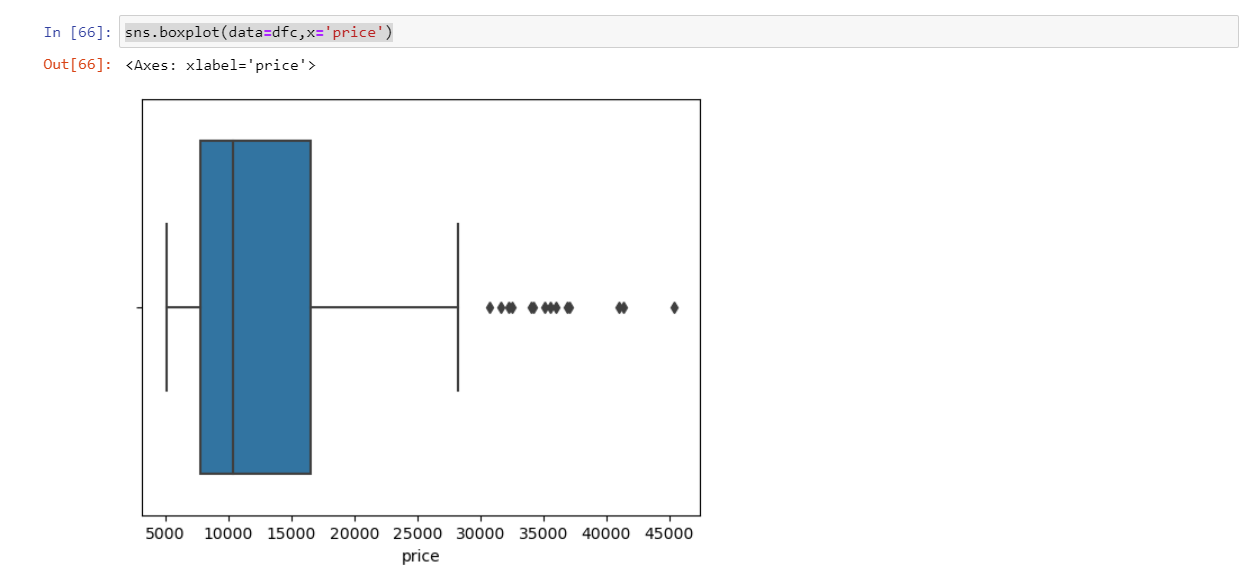 In [66]: sns.boxplot(data=dfc,x='price')
Out[66]: <Axes: xlabel='price'>
5000 10000 15000 20000 25000 30000 35000 40000 45000
price